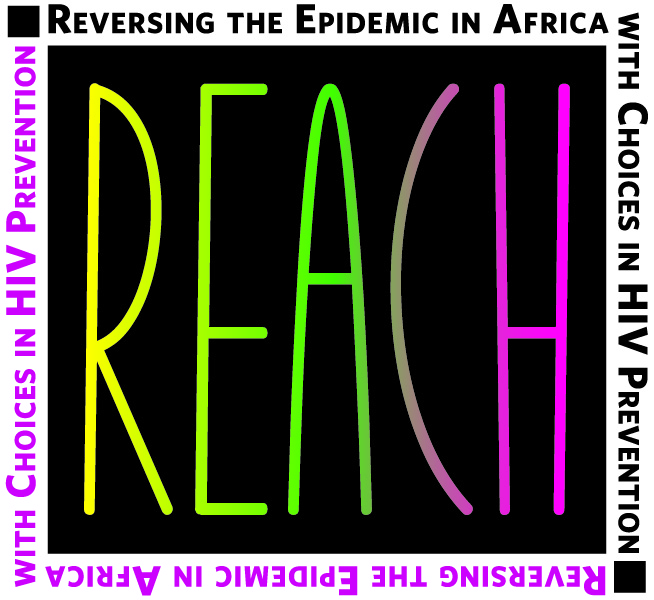 Reversing the Epidemic in Africa
with Choices in HIV Prevention
REACH
Reversing the Epidemic in Africa
with Choices in HIV Prevention